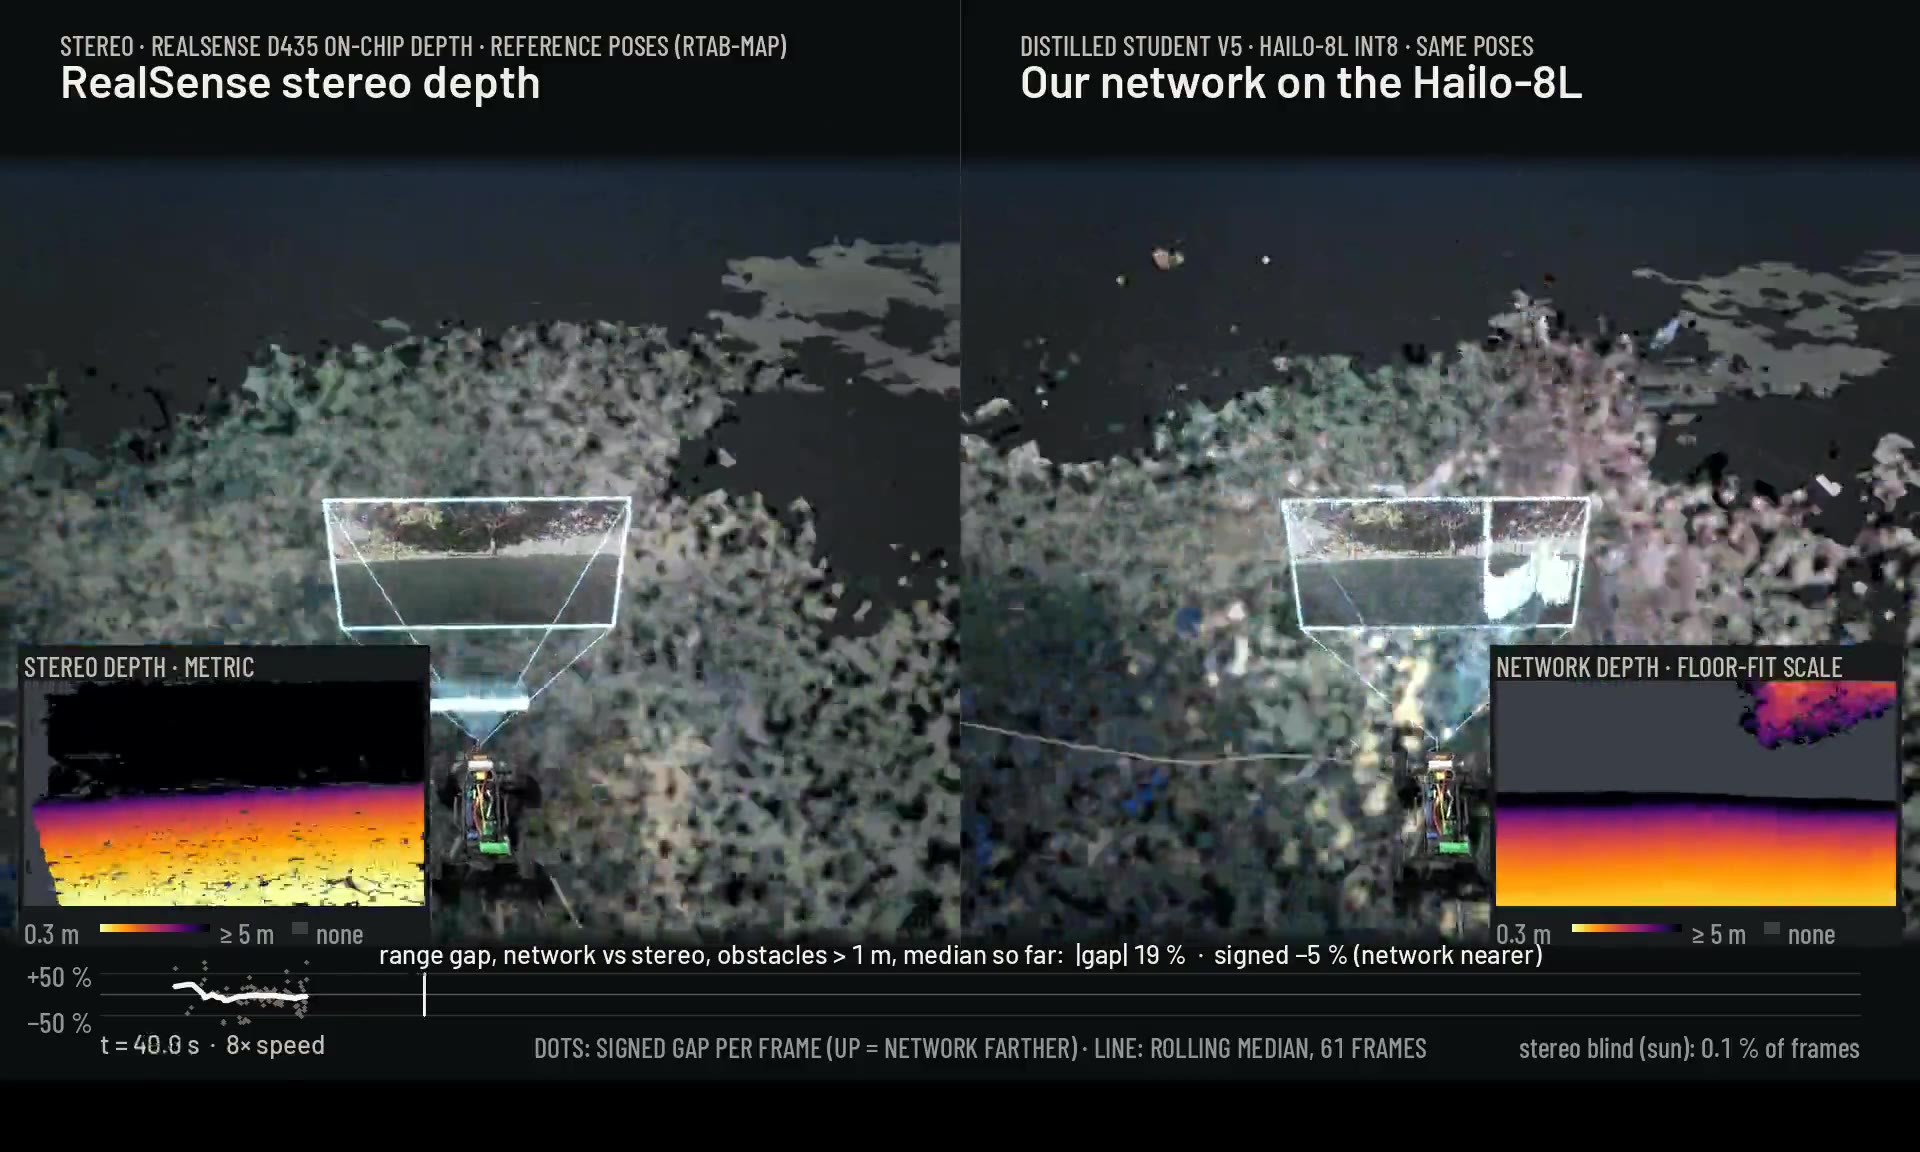 STEREO · REALSENSE D435 ON-CHIP DEPTH · REFERENCE POSES (RTAB-MAP)
RealSense stereo depth
DISTILLED STUDENT V5 · HAILO-8L INT8 · SAME POSES
Our network on the Hailo-8L
STEREO DEPTH · METRIC
0.3 m ≥ 5 m none
NETWORK DEPTH · FLOOR-FIT SCALE
0.3 m ≥ 5 m none
range gap, network vs stereo, obstacles > 1 m, median so far: |gap| 19 % · signed −5 % (network nearer)
+50 %
−50 %
t = 40.0 s · 8× speed
DOTS: SIGNED GAP PER FRAME (UP = NETWORK FARTHER) · LINE: ROLLING MEDIAN, 61 FRAMES
stereo blind (sun): 0.1 % of frames